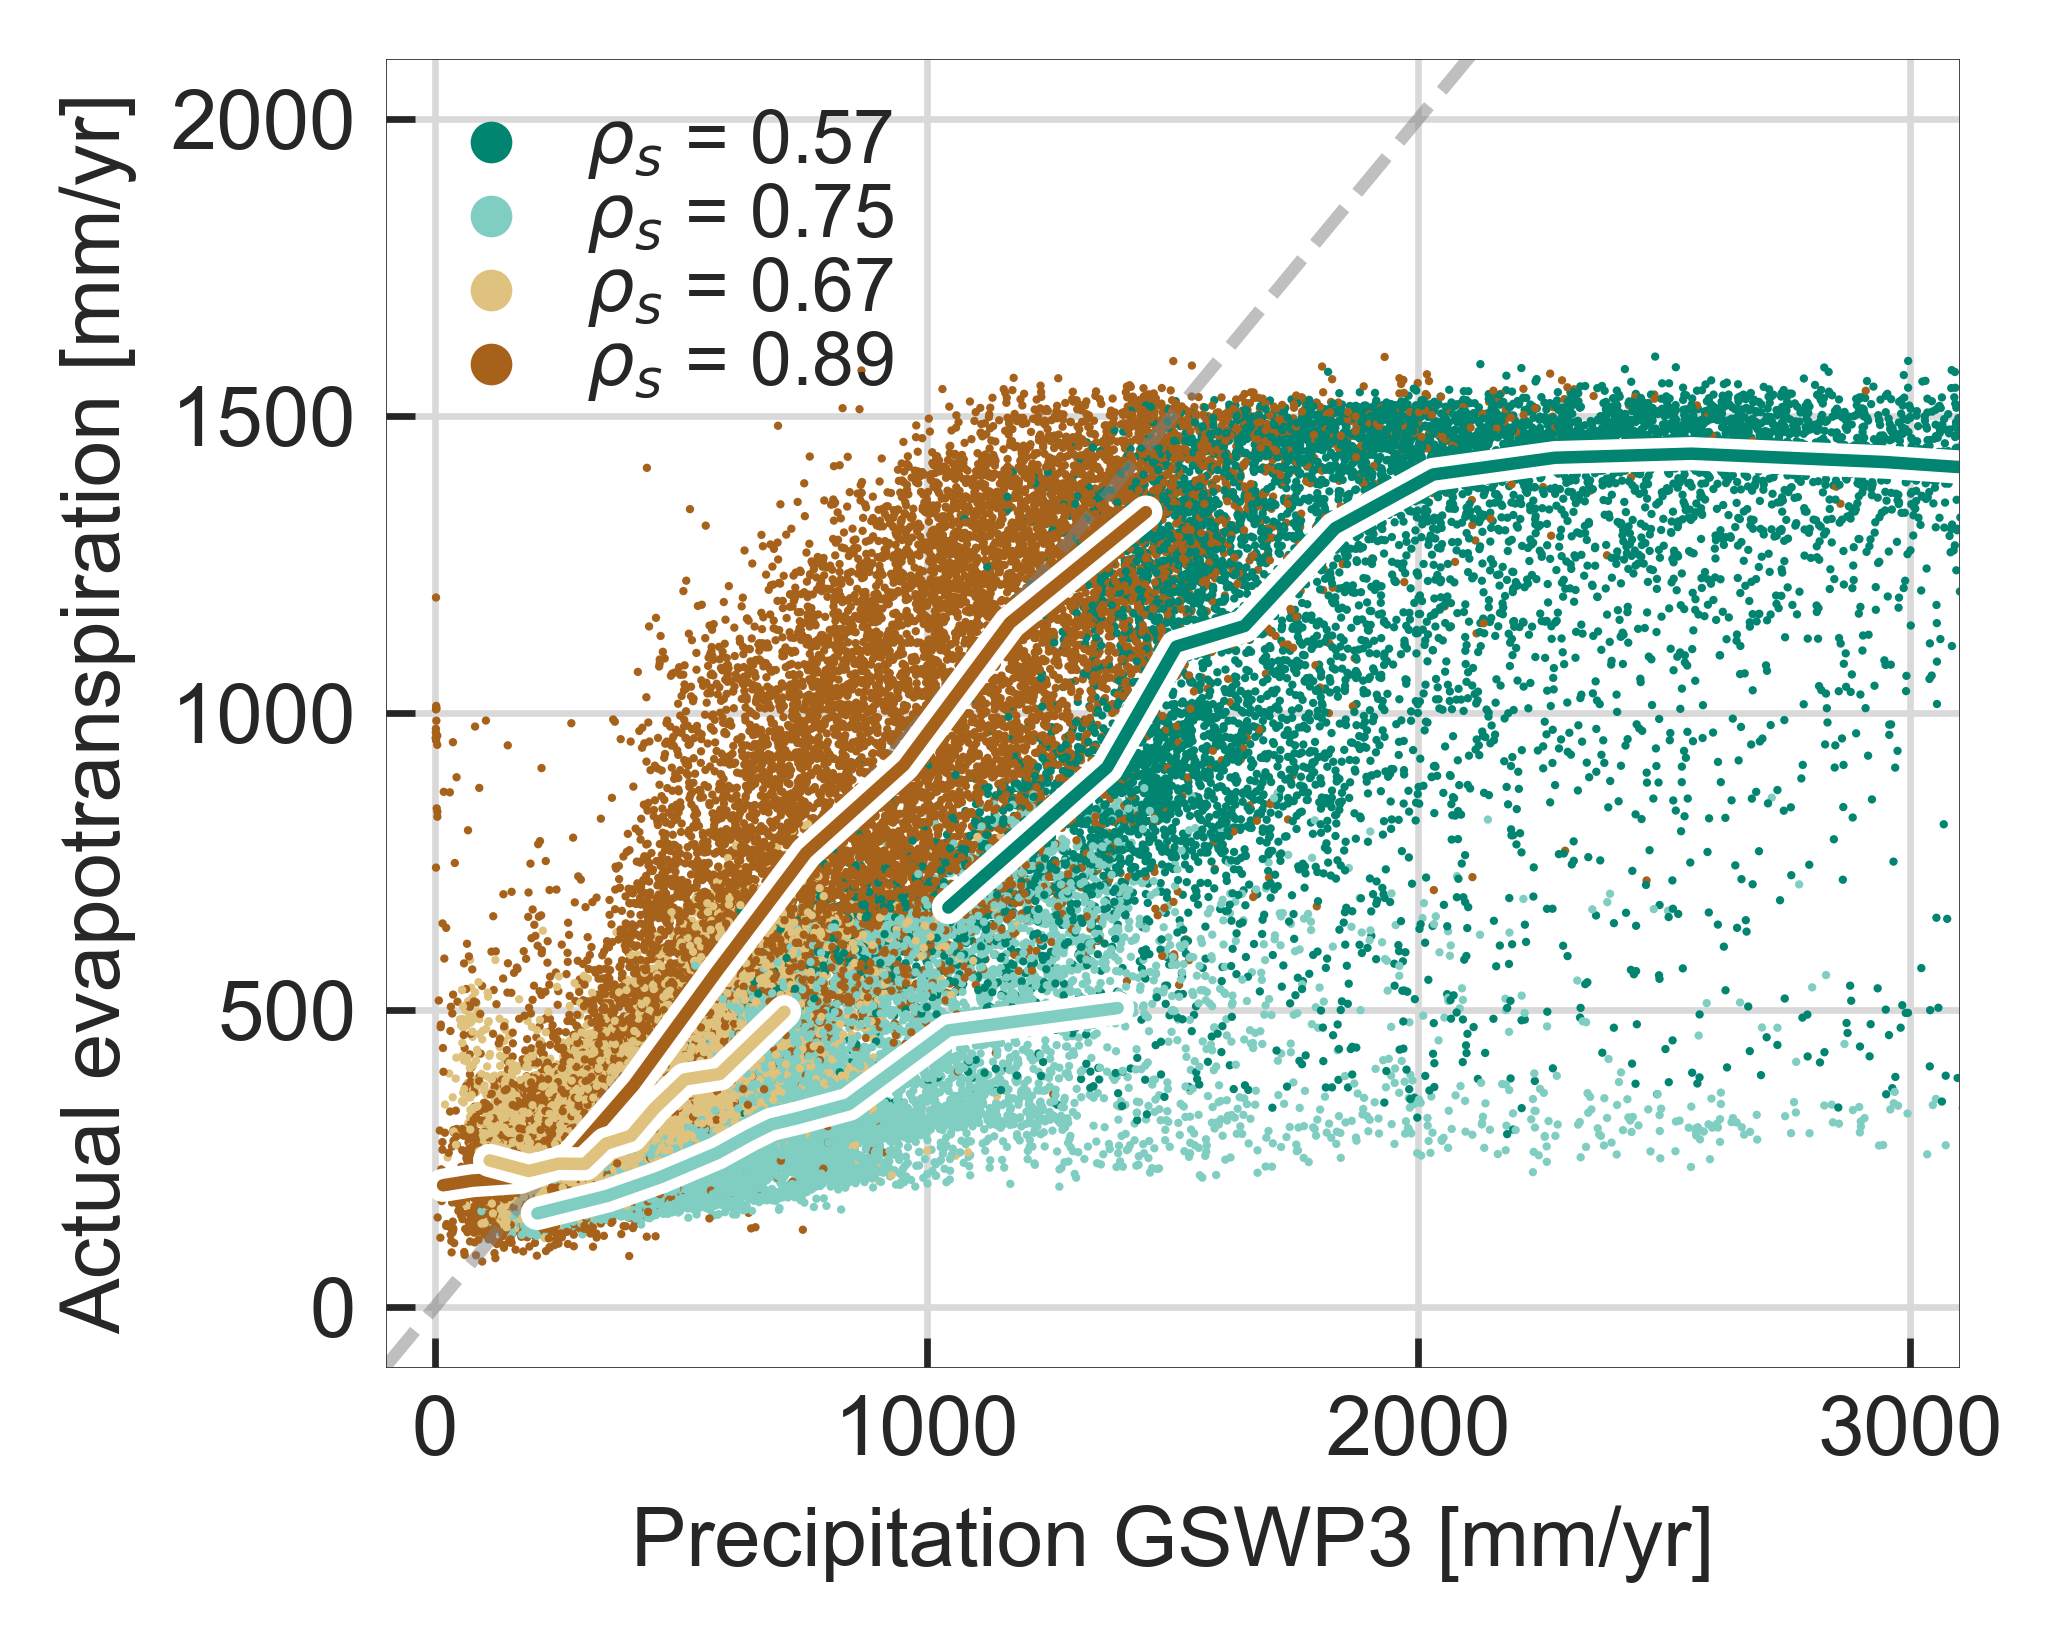 2000
1500
1000
500
0
Actual evapotranspiration [mm/yr]
ρs = 0.57
ρs = 0.75
ρs = 0.67
ρs = 0.89
0 1000 2000 3000
Precipitation GSWP3 [mm/yr]